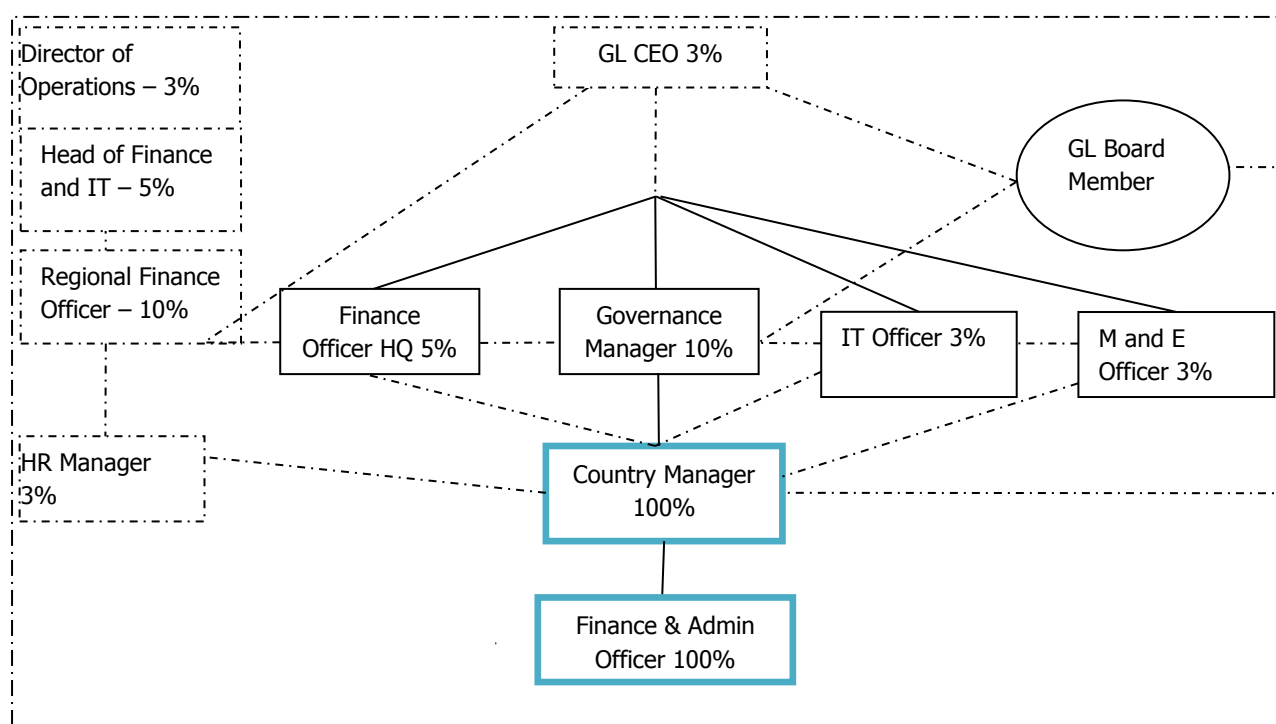 Director of
Operations – 3%
GL CEO 3%
Head of Finance
and IT – 5%
GL Board
Member
Regional Finance
Officer – 10%
Finance
Officer HQ 5%
Governance
Manager 10%
IT Officer 3%
M and E
Officer 3%
HR Manager
3%
Country Manager
100%
Finance & Admin
Officer 100%